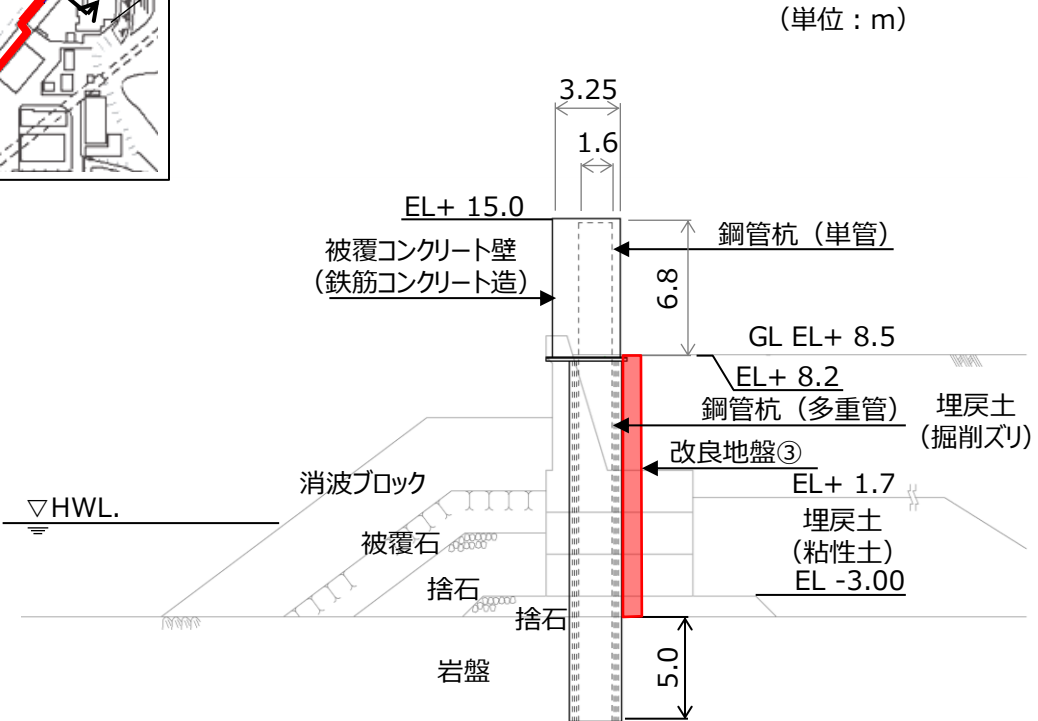 （単位：m）
3.25
1.6
EL+ 15.0
鋼管杭（単管）
被覆コンクリート壁
（鉄筋コンクリート造）
6.8
GL EL+ 8.5
EL+ 8.2
鋼管杭（多重管）
埋戻土
（掘削ズリ）
改良地盤③
消波ブロック
EL+ 1.7
▽HWL.
埋戻土
（粘性土）
被覆石
EL -3.00
捨石
捨石
岩盤
5.0